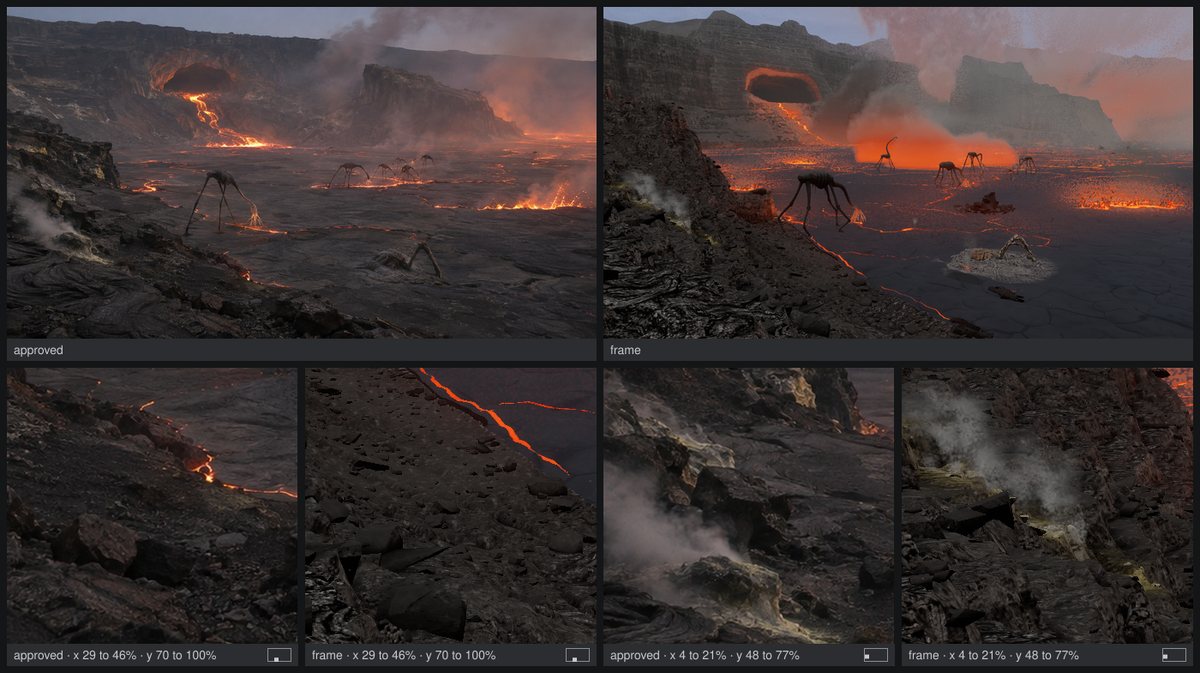 approved
frame
approved · x 29 to 46% · y 70 to 100%
frame · x 29 to 46% · y 70 to 100%
approved · x 4 to 21% · y 48 to 77%
frame · x 4 to 21% · y 48 to 77%